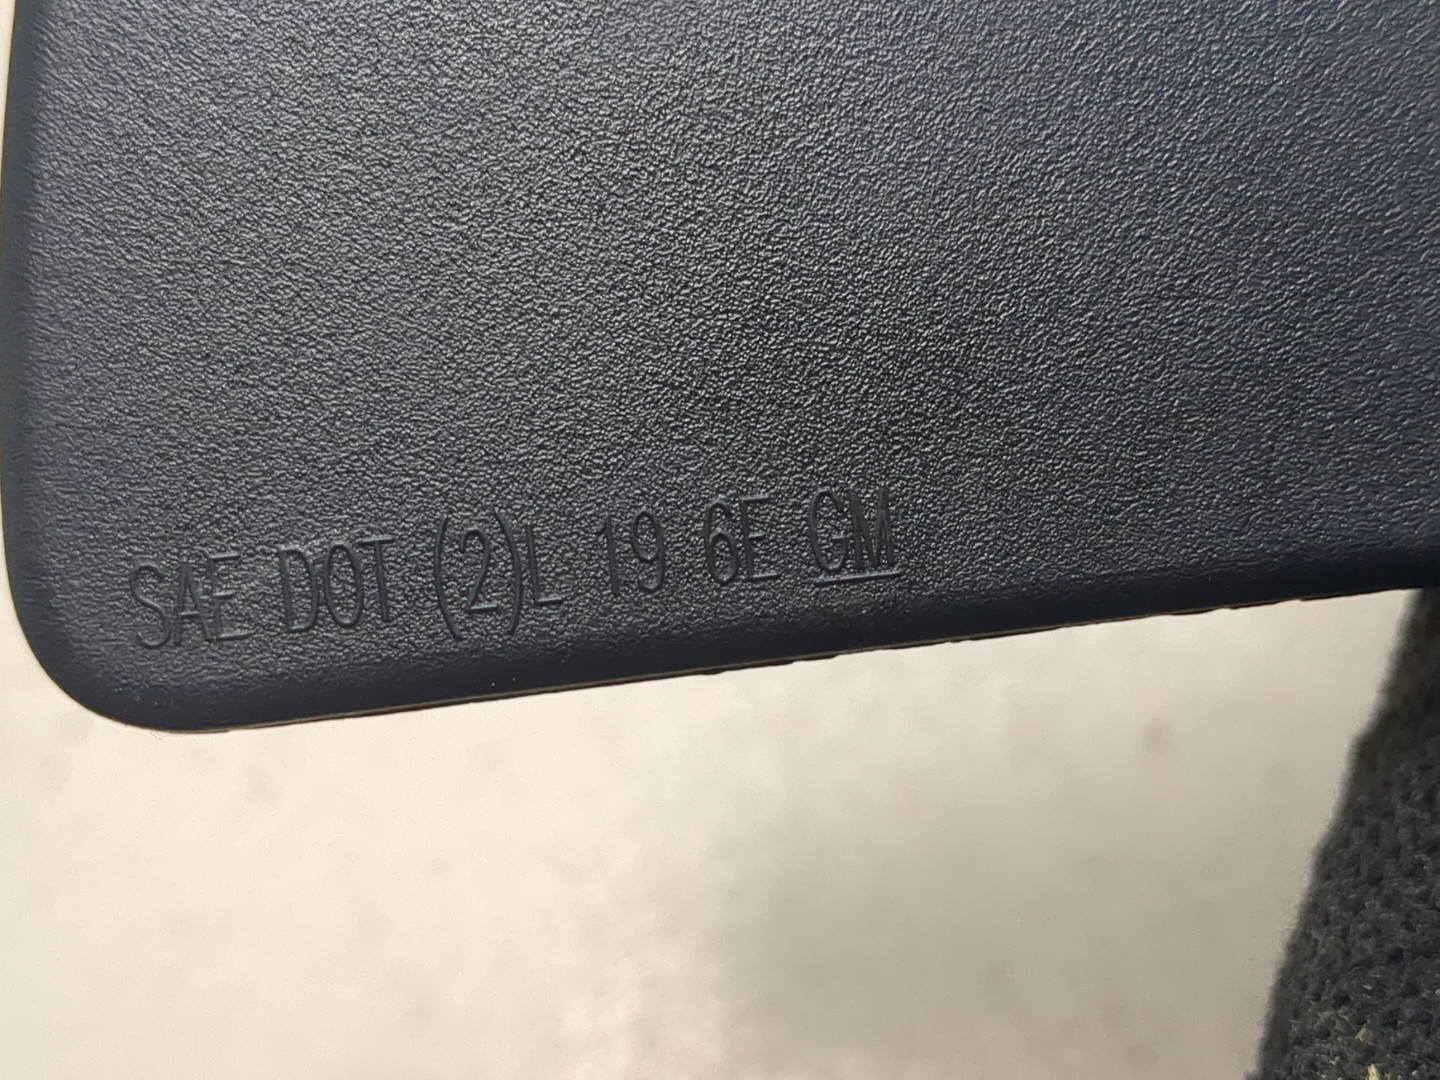 SAE DOT (2)L 19 6E GM